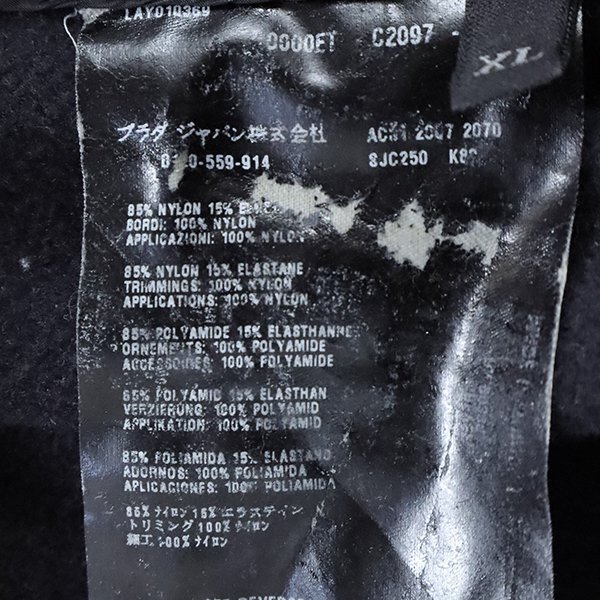 LAY010369
0000ET C2097 -
XL
プラダ ジャパン株式会社 2007 2070
-559-914 SJC250
85% NYLON 15%
BORDI: 100% NYLON
APPLICAZIONI: 100% NYLON
85% NYLON 15% ELASTANE
TRIMMINGS: 100% NYLON
APPLICATIONS: 100% NYLON
85% POLYAMIDE 15% ELASTHANNE
ORNEMENTS: 100% POLYAMIDE
ACCESSOIRES: 100% POLYAMIDE
85% POLYAMID 15% ELASTHAN
VERZIERUNG: 100% POLYAMID
APPLIKATION: 100% POLYAMID
85% POLIAMIDA 15% ELASTANO
ADORNOS: 100% POLIAMIDA
APLICACIONES: 100% POLIAMIDA
85% ナイロン 15% エラスティン
トリミング 100% ナイロン
細工 100% ナイロン